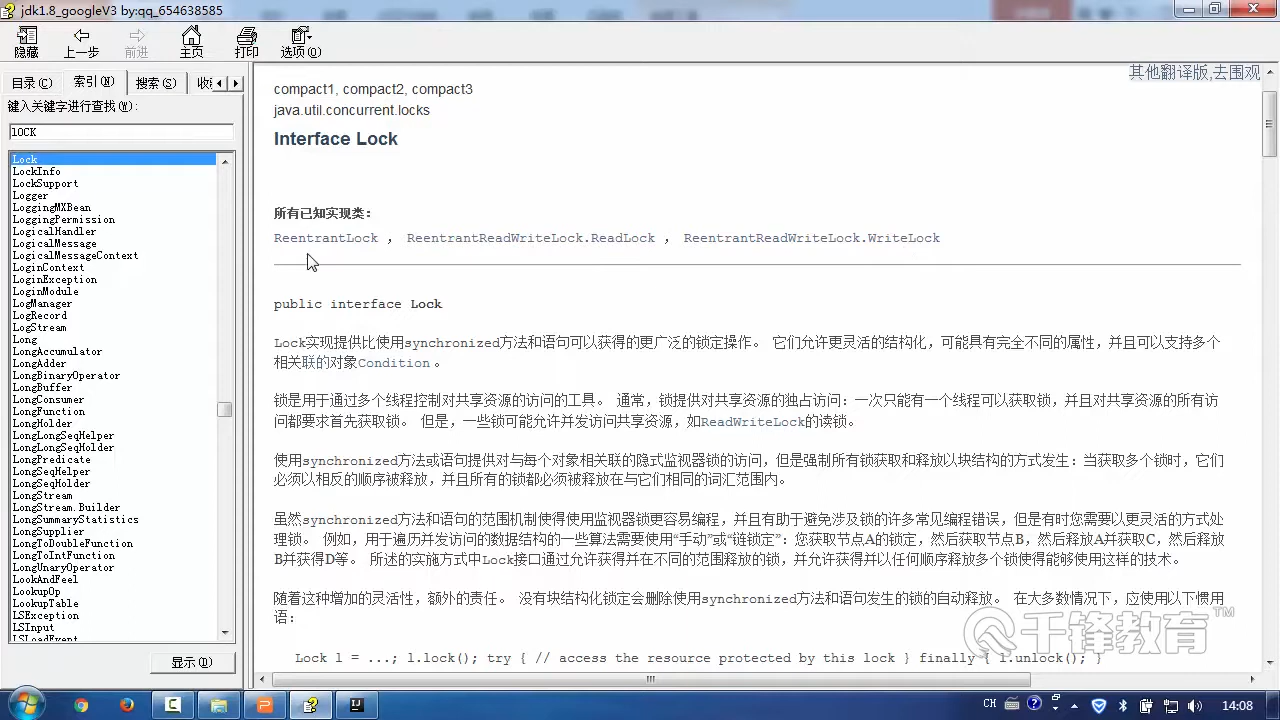 jdk1.8_googleV3 by:qq_654638585
隐藏 上一步 前进 主页 打印 选项(O)
目录(C) 索引(N) 搜索(S) 收
键入关键字进行查找(W):
lOCK
Lock
LockInfo
LockSupport
Logger
LoggingMXBean
LoggingPermission
LogicalHandler
LogicalMessage
LogicalMessageContext
LoginContext
LoginException
LoginModule
LogManager
LogRecord
LogStream
Long
LongAccumulator
LongAdder
LongBinaryOperator
LongBuffer
LongConsumer
LongFunction
LongHolder
LongLongSeqHelper
LongLongSeqHolder
LongPredicate
LongSeqHelper
LongSeqHolder
LongStream
LongStream.Builder
LongSummaryStatistics
LongSupplier
LongToDoubleFunction
LongToIntFunction
LongUnaryOperator
LookAndFeel
LookupOp
LookupTable
LSException
LSInput
LSLoadEvent
显示(D)
其他翻译版,去围观
compact1, compact2, compact3
java.util.concurrent.locks
Interface Lock
所有已知实现类:
ReentrantLock , ReentrantReadWriteLock.ReadLock , ReentrantReadWriteLock.WriteLock
public interface Lock
Lock实现提供比使用synchronized方法和语句可以获得的更广泛的锁定操作。 它们允许更灵活的结构化,可能具有完全不同的属性,并且可以支持多个
相关联的对象Condition 。
锁是用于通过多个线程控制对共享资源的访问的工具。 通常,锁提供对共享资源的独占访问:一次只能有一个线程可以获取锁,并且对共享资源的所有访
问都要求首先获取锁。 但是,一些锁可能允许并发访问共享资源,如ReadWriteLock的读锁。
使用synchronized方法或语句提供对与每个对象相关联的隐式监视器锁的访问,但是强制所有锁获取和释放以块结构的方式发生:当获取多个锁时,它们
必须以相反的顺序被释放,并且所有的锁都必须被释放在与它们相同的词汇范围内。
虽然synchronized方法和语句的范围机制使得使用监视器锁更容易编程,并且有助于避免涉及锁的许多常见编程错误,但是有时您需要以更灵活的方式处
理锁。 例如,用于遍历并发访问的数据结构的一些算法需要使用“手动”或“链锁定”:您获取节点A的锁定,然后获取节点B,然后释放A并获取C,然后释放
B并获得D等。 所述的实施方式中Lock接口通过允许获得并在不同的范围释放的锁,并允许获得并以任何顺序释放多个锁使得能够使用这样的技术。
随着这种增加的灵活性,额外的责任。 没有块结构化锁定会删除使用synchronized方法和语句发生的锁的自动释放。 在大多数情况下,应使用以下惯用
语:
Lock l = ...; l.lock(); try { // access the resource protected by this lock } finally { l.unlock(); }
千锋教育™
CH
14:08